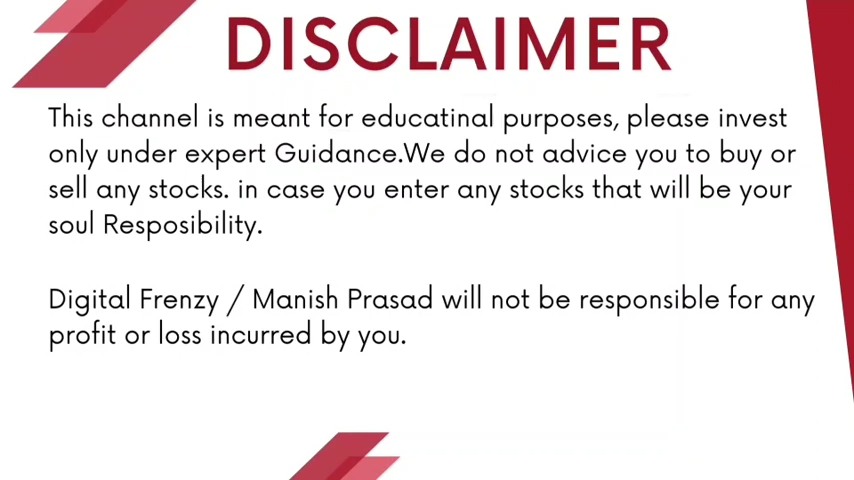 DISCLAIMER
This channel is meant for educatinal purposes, please invest
only under expert Guidance.We do not advice you to buy or
sell any stocks. in case you enter any stocks that will be your
soul Resposibility.
Digital Frenzy / Manish Prasad will not be responsible for any
profit or loss incurred by you.